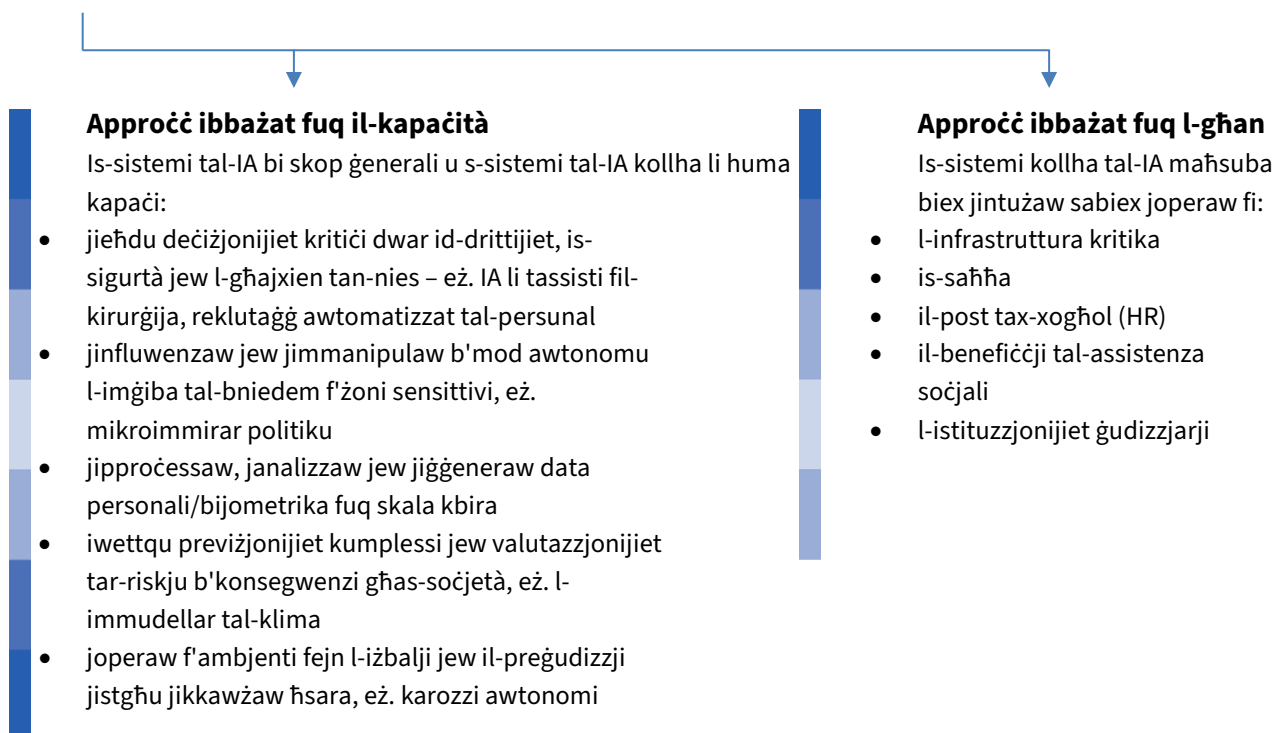 Approċċ ibbażat fuq il-kapaċità
Is-sistemi tal-IA bi skop ġenerali u s-sistemi tal-IA kollha li huma
kapaċi:
• jieħdu deċiżjonijiet kritiċi dwar id-drittijiet, is-
sigurtà jew l-għajxien tan-nies – eż. IA li tassisti fil-
kirurġija, reklutaġġ awtomatizzat tal-persunal
• jinfluwenzaw jew jimmanipulaw b'mod awtonomu
l-imġiba tal-bniedem f'żoni sensittivi, eż.
mikroimmirar politiku
• jipproċessaw, janalizzaw jew jiġġeneraw data
personali/bijometrika fuq skala kbira
• iwettqu previżjonijiet kumplessi jew valutazzjonijiet
tar-riskju b'konsegwenzi għas-soċjetà, eż. l-
immudellar tal-klima
• joperaw f'ambjenti fejn l-iżbalji jew il-preġudizzji
jistgħu jikkawżaw ħsara, eż. karozzi awtonomi
Approċċ ibbażat fuq l-għan
Is-sistemi kollha tal-IA maħsuba
biex jintużaw sabiex joperaw fi:
• l-infrastruttura kritika
• is-saħħa
• il-post tax-xogħol (HR)
• il-benefiċċji tal-assistenza
soċjali
• l-istituzzjonijiet ġudizzjarji